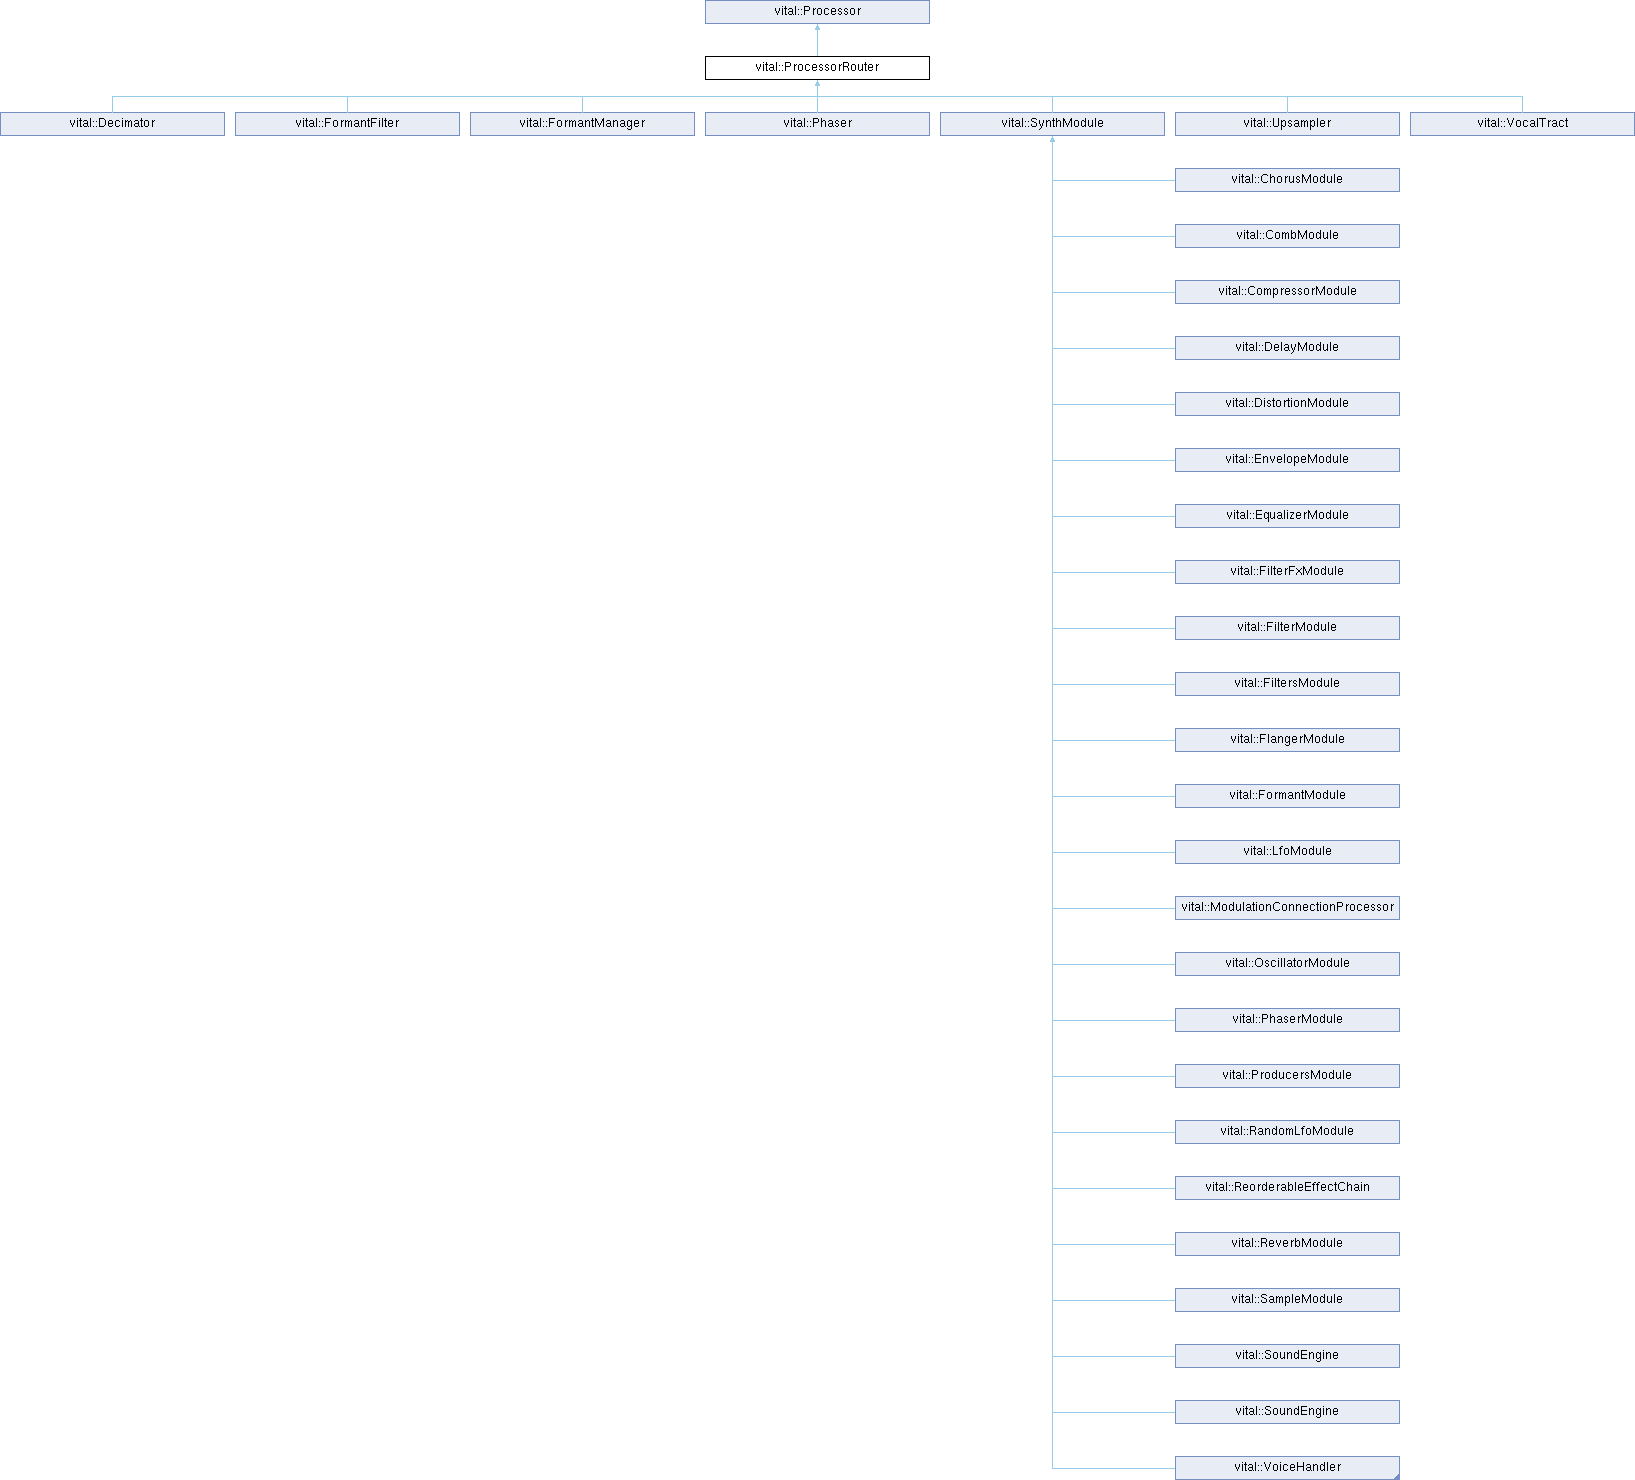 vital::Processor
vital::ProcessorRouter
vital::Decimator
vital::FormantFilter
vital::FormantManager
vital::Phaser
vital::SynthModule
vital::Upsampler
vital::VocalTract
vital::ChorusModule
vital::CombModule
vital::CompressorModule
vital::DelayModule
vital::DistortionModule
vital::EnvelopeModule
vital::EqualizerModule
vital::FilterFxModule
vital::FilterModule
vital::FiltersModule
vital::FlangerModule
vital::FormantModule
vital::LfoModule
vital::ModulationConnectionProcessor
vital::OscillatorModule
vital::PhaserModule
vital::ProducersModule
vital::RandomLfoModule
vital::ReorderableEffectChain
vital::ReverbModule
vital::SampleModule
vital::SoundEngine
vital::SoundEngine
vital::VoiceHandler